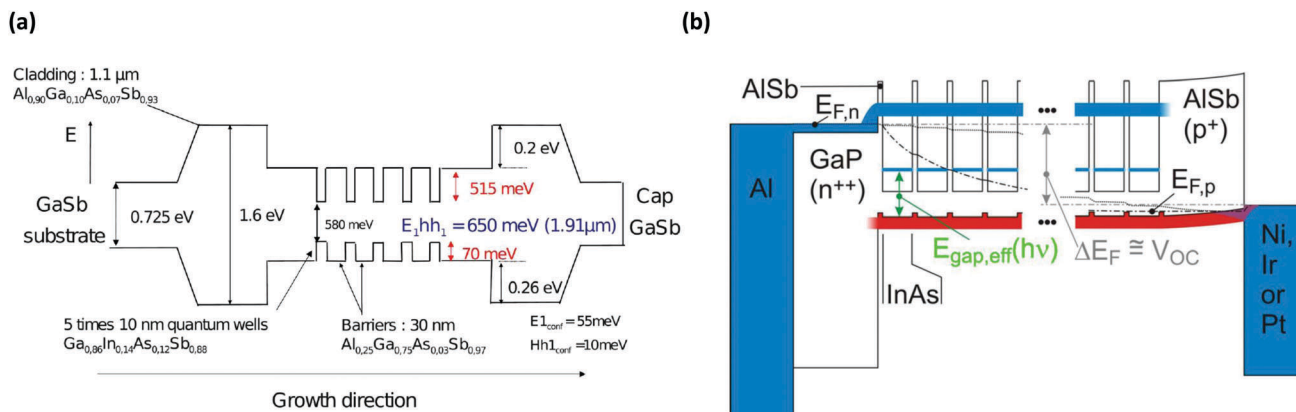 (a)
Cladding : 1.1 µm
Al0,90Ga0,10As0,07Sb0,93
E
GaSb
substrate
0.725 eV
1.6 eV
580 meV
515 meV
E1hh1 = 650 meV (1.91µm)
70 meV
0.2 eV
0.26 eV
Cap
GaSb
5 times 10 nm quantum wells
Ga0,86In0,14As0,12Sb0,88
Barriers : 30 nm
Al0,25Ga0,75As0,03Sb0,97
E1conf = 55meV
Hh1conf = 10meV
Growth direction
(b)
AlSb
EF,n
AlSb
(p+)
GaP
(n++)
Al
EF,p
Egap,eff(hν)
ΔEF ≅ VOC
InAs
Ni,
Ir
or
Pt